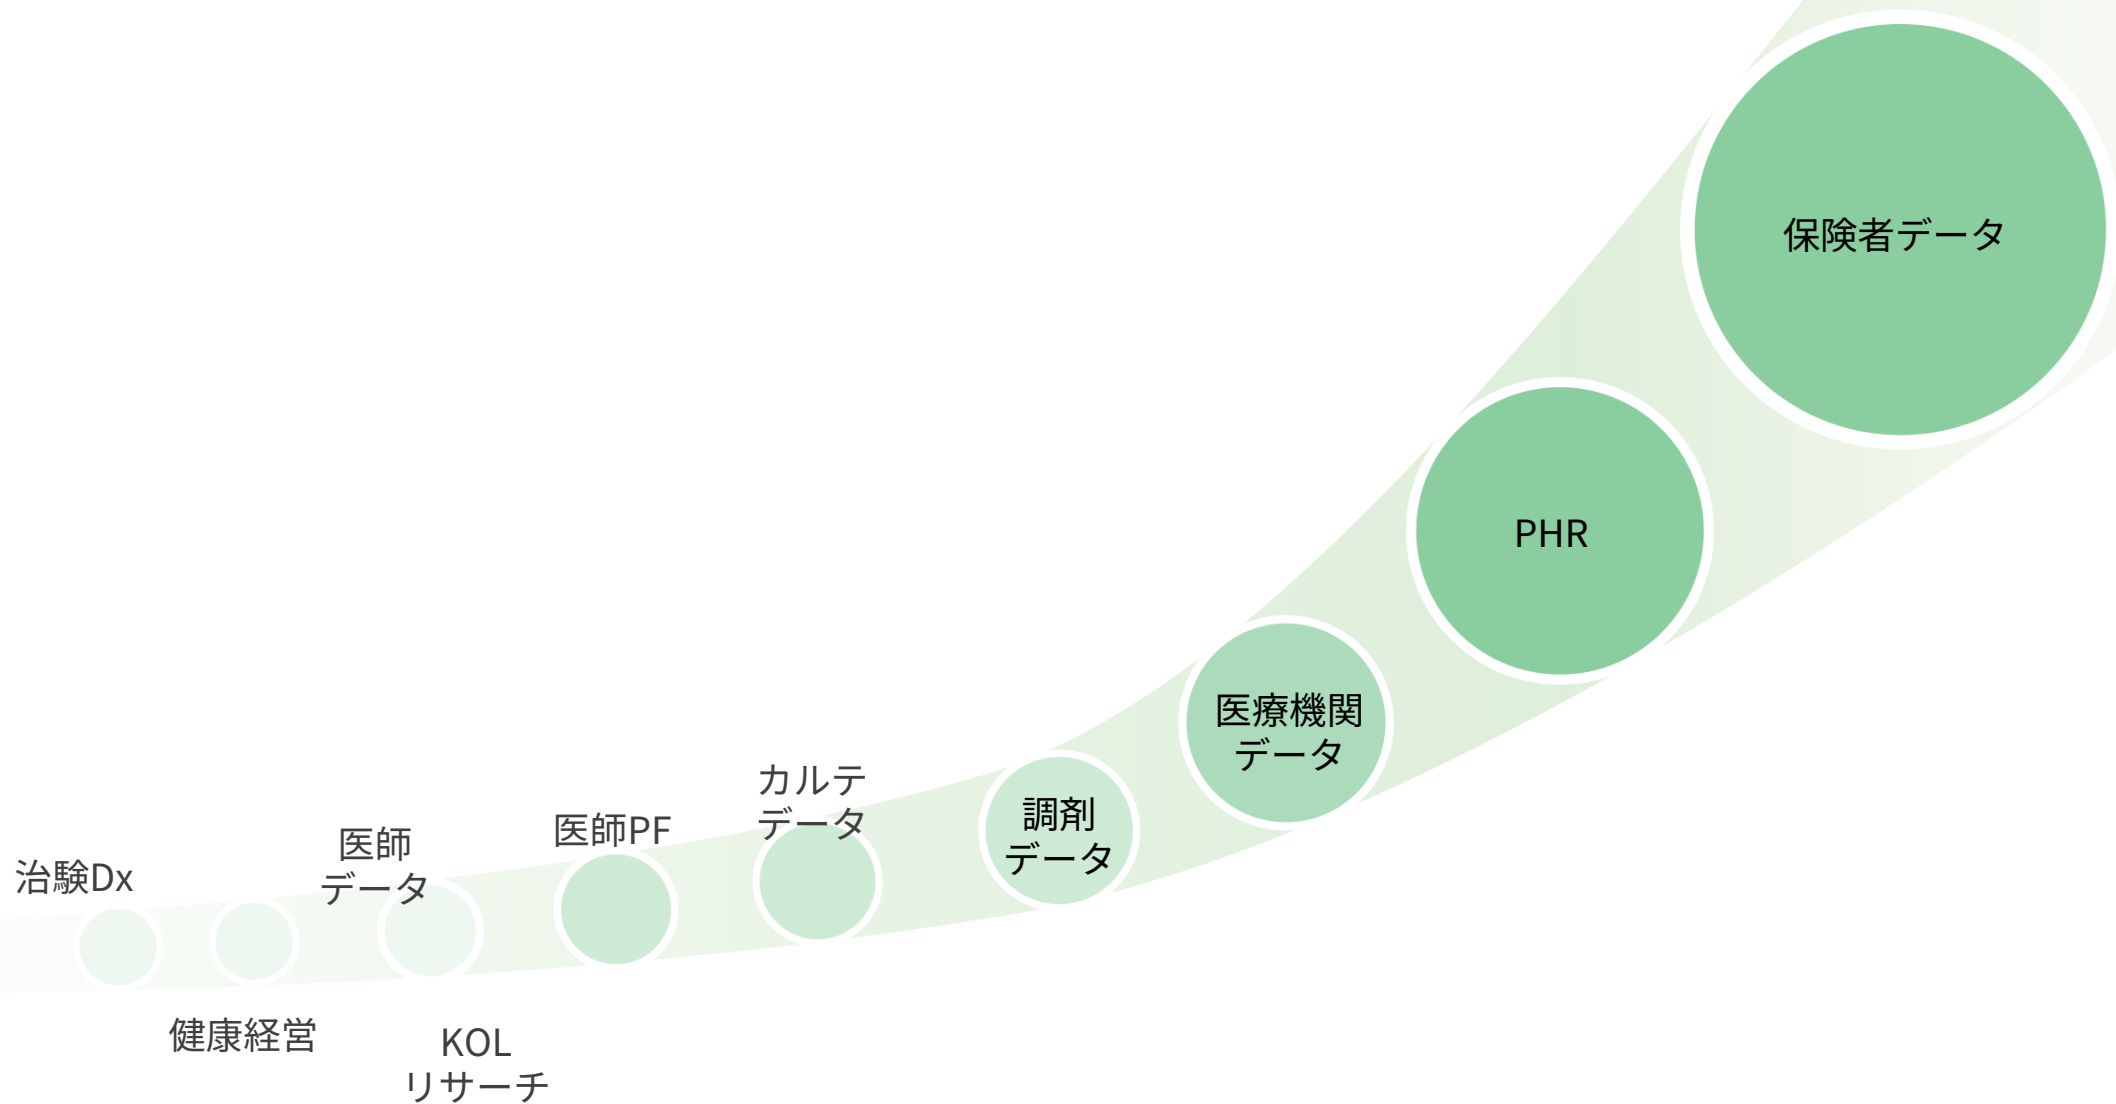 治験Dx
健康経営
医師
データ
KOL
リサーチ
医師PF
カルテ
データ
調剤
データ
医療機関
データ
PHR
保険者データ